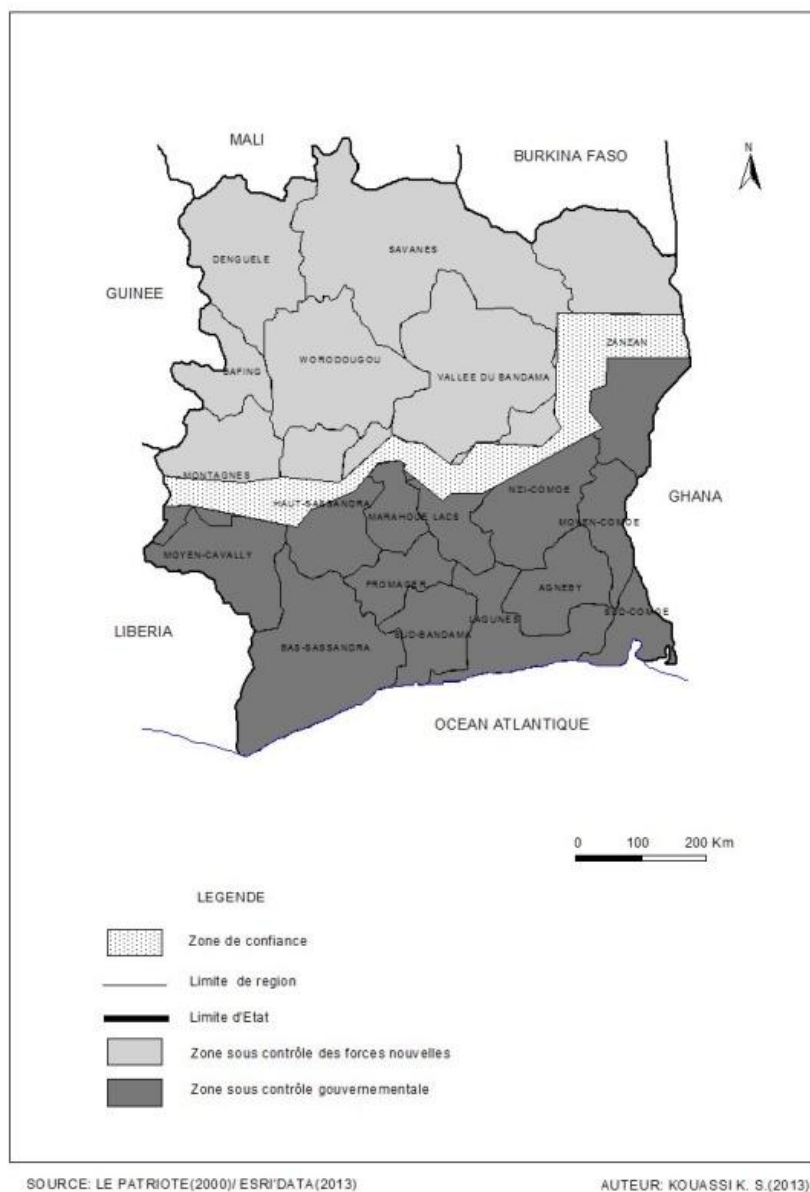 MALI
BURKINA FASO
N
DENGUELE
SAVANES
GUINEE
ZANZAN
BAFING
WORODOUGOU
VALLEE DU BANDAMA
MONTAGNES
HAUT-SASSANDRA
NZI-COMOE
GHANA
MARAHOUE
LACS
MOYEN-COMOE
MOYEN-CAVALLY
FROMAGER
AGNEBY
LIBERIA
SUD-BANDAMA
LAGUNES
SUD-COMOE
BAS-SASSANDRA
OCEAN ATLANTIQUE
0 100 200 Km
LEGENDE
Zone de confiance
Limite de region
Limite d'Etat
Zone sous contrôle des forces nouvelles
Zone sous contrôle gouvernementale
SOURCE: LE PATRIOTE(2000)/ ESRI'DATA(2013)
AUTEUR: KOUASSI K. S.(2013)